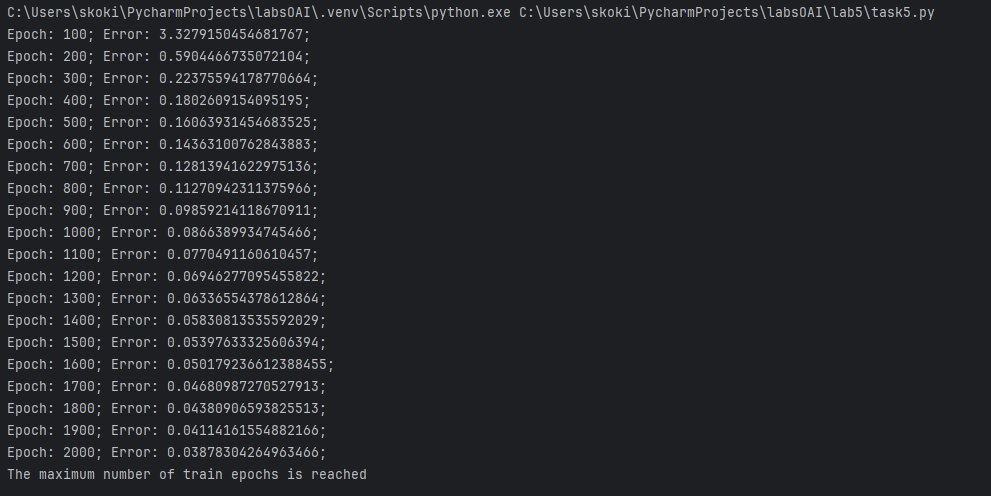 C:\Users\skoki\PycharmProjects\labsOAI\.venv\Scripts\python.exe C:\Users\skoki\PycharmProjects\labsOAI\lab5\task5.py
Epoch: 100; Error: 3.3279150454681767;
Epoch: 200; Error: 0.5904466735072104;
Epoch: 300; Error: 0.22375594178770664;
Epoch: 400; Error: 0.1802609154095195;
Epoch: 500; Error: 0.16063931454683525;
Epoch: 600; Error: 0.14363100762843883;
Epoch: 700; Error: 0.12813941622975136;
Epoch: 800; Error: 0.11270942311375966;
Epoch: 900; Error: 0.09859214118670911;
Epoch: 1000; Error: 0.0866389934745466;
Epoch: 1100; Error: 0.0770491160610457;
Epoch: 1200; Error: 0.06946277095455822;
Epoch: 1300; Error: 0.06336554378612864;
Epoch: 1400; Error: 0.05830813535592029;
Epoch: 1500; Error: 0.05397633325606394;
Epoch: 1600; Error: 0.050179236612388455;
Epoch: 1700; Error: 0.04680987270527913;
Epoch: 1800; Error: 0.04380906593825513;
Epoch: 1900; Error: 0.04114161554882166;
Epoch: 2000; Error: 0.03878304264963466;
The maximum number of train epochs is reached